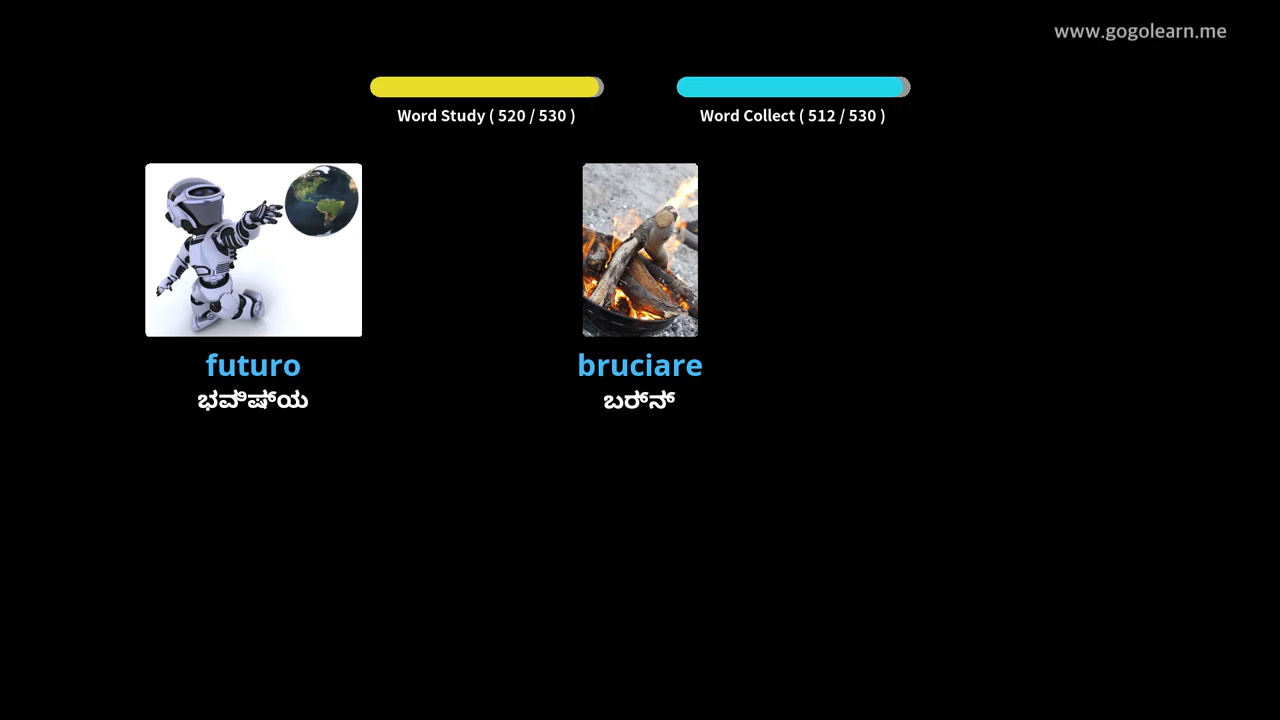 www.gogolearn.me
Word Study ( 520 / 530 )
Word Collect ( 512 / 530 )
futuro
bruciare
ಭವಿಷ್ಯ
ಬರ್ನ್